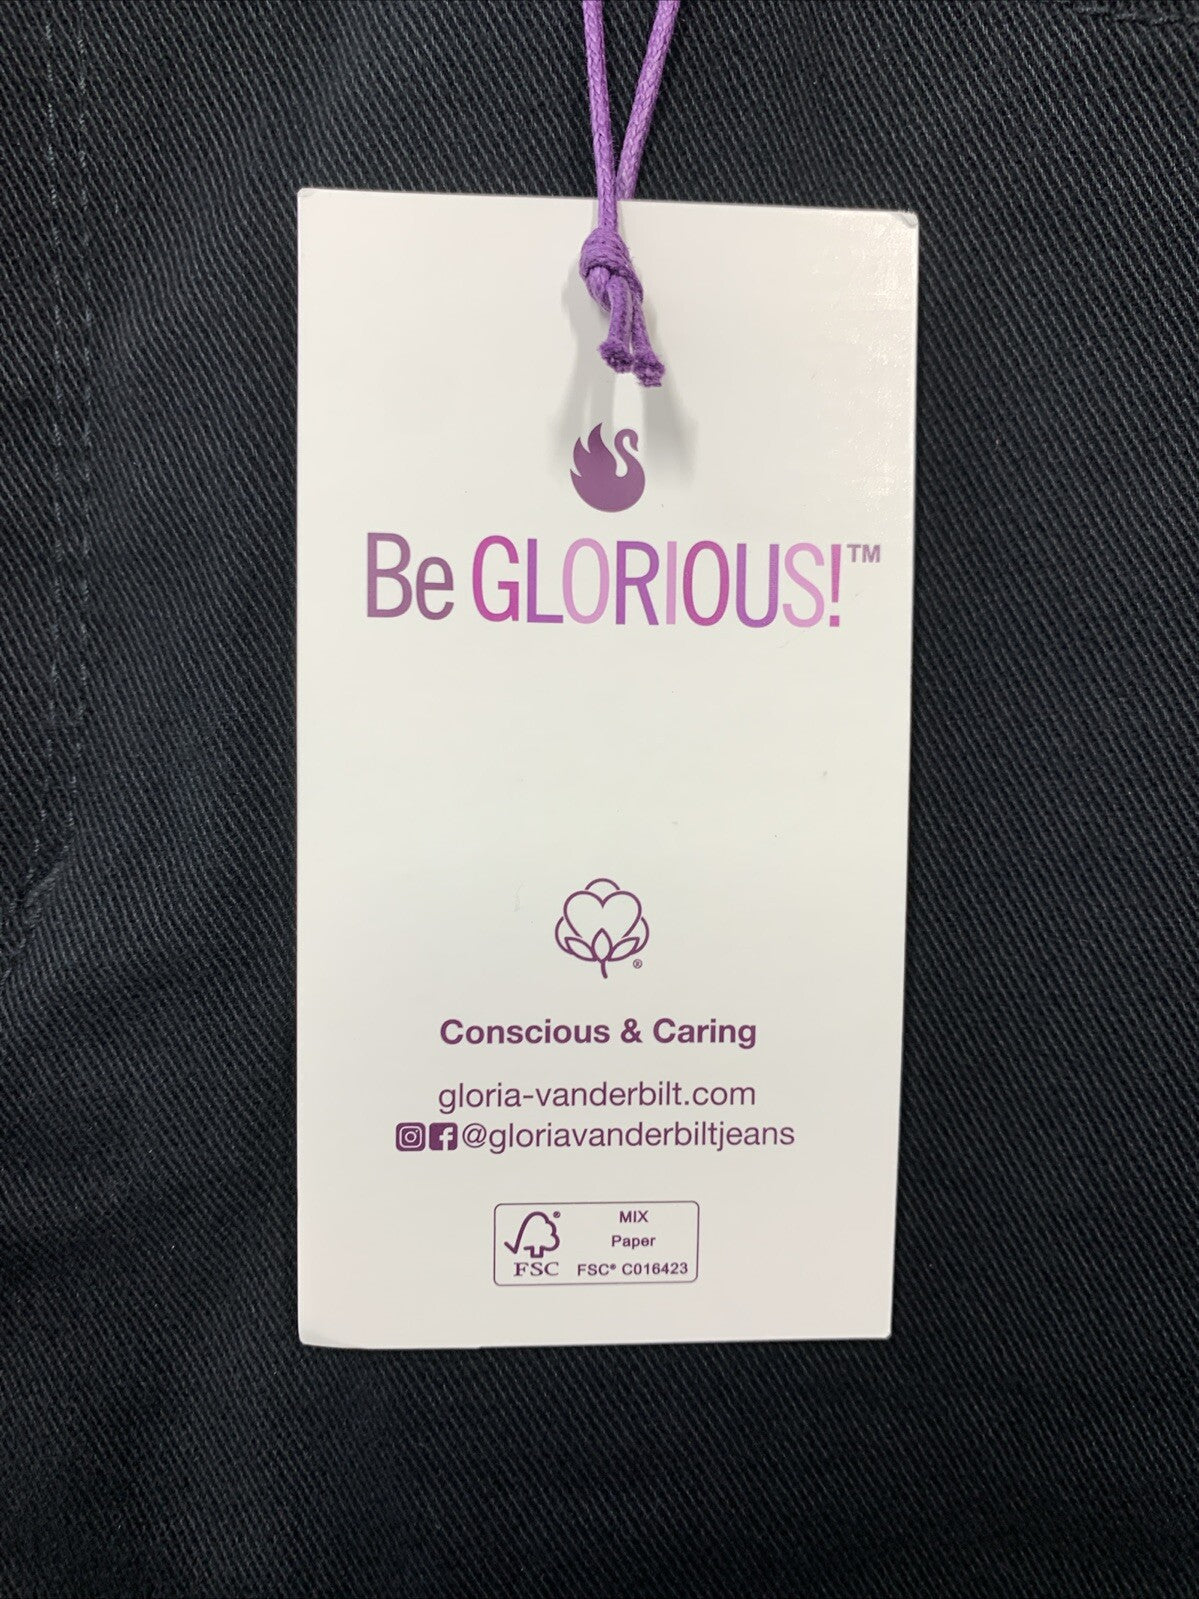 Be GLORIOUS!™
®
Conscious & Caring
gloria-vanderbilt.com
@gloriavanderbiltjeans
®
MIX
Paper
FSC
FSC® C016423